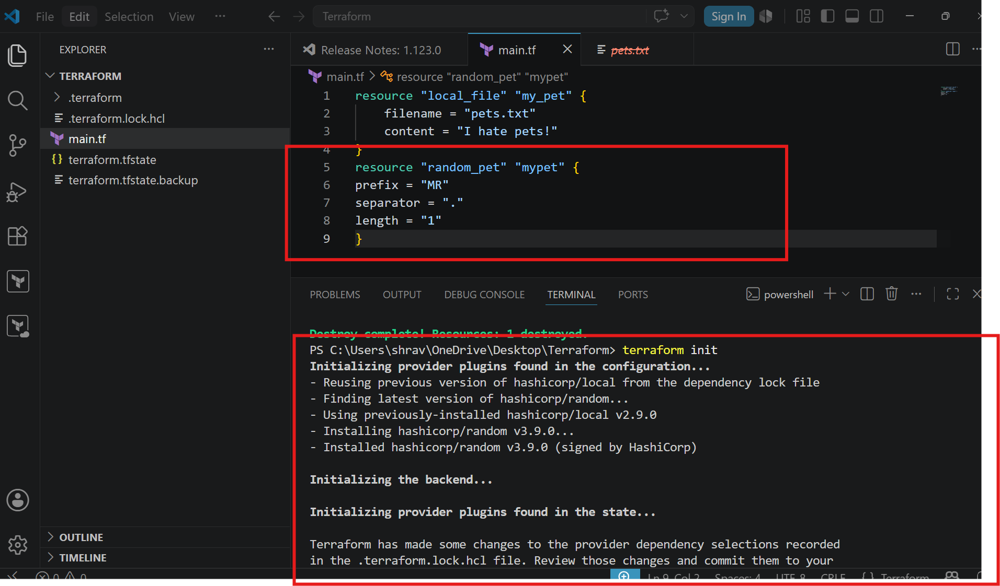 File Edit Selection View ··· Terraform Sign In
EXPLORER ···
Release Notes: 1.123.0 main.tf pets.txt
TERRAFORM
.terraform
.terraform.lock.hcl
main.tf
{} terraform.tfstate
terraform.tfstate.backup
OUTLINE
TIMELINE
main.tf > resource "random_pet" "mypet"
1 resource "local_file" "my_pet" {
2 filename = "pets.txt"
3 content = "I hate pets!"
4 }
5 resource "random_pet" "mypet" {
6 prefix = "MR"
7 separator = "."
8 length = "1"
9 }
PROBLEMS OUTPUT DEBUG CONSOLE TERMINAL PORTS powershell
Destroy complete! Resources: 1 destroyed.
PS C:\Users\shrav\OneDrive\Desktop\Terraform> terraform init
Initializing provider plugins found in the configuration...
- Reusing previous version of hashicorp/local from the dependency lock file
- Finding latest version of hashicorp/random...
- Using previously-installed hashicorp/local v2.9.0
- Installing hashicorp/random v3.9.0...
- Installed hashicorp/random v3.9.0 (signed by HashiCorp)
Initializing the backend...
Initializing provider plugins found in the state...
Terraform has made some changes to the provider dependency selections recorded
in the .terraform.lock.hcl file. Review those changes and commit them to your
0 0 Ln 9, Col 2 Spaces: 4 UTF-8 CRLF {} Terraform